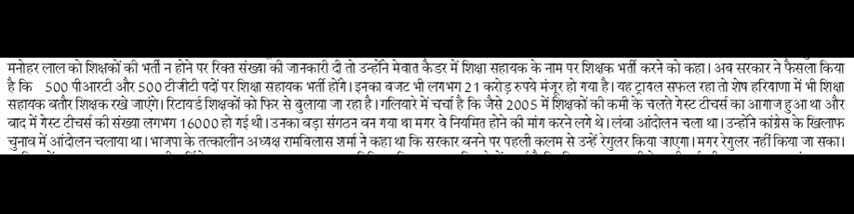 मनोहर लाल को शिक्षकों की भर्ती न होने पर रिक्त संख्या की जानकारी दी तो उन्होंने मेवात कैडर में शिक्षा सहायक के नाम पर शिक्षक भर्ती करने को कहा। अब सरकार ने फैसला किया
है कि 500 पीआरटी और 500 टीजीटी पदों पर शिक्षा सहायक भर्ती होंगे। इनका बजट भी लगभग 21 करोड़ रुपये मंजूर हो गया है। यह ट्रायल सफल रहा तो शेष हरियाणा में भी शिक्षा
सहायक बतौर शिक्षक रखे जाएंगे। रिटायर्ड शिक्षकों को फिर से बुलाया जा रहा है। गलियारे में चर्चा है कि जैसे 2005 में शिक्षकों की कमी के चलते गेस्ट टीचर्स का आगाज हुआ था और
बाद में गेस्ट टीचर्स की संख्या लगभग 16000 हो गई थी। उनका बड़ा संगठन बन गया था मगर वे नियमित होने की मांग करने लगे थे। लंबा आंदोलन चला था। उन्होंने कांग्रेस के खिलाफ
चुनाव में आंदोलन चलाया था। भाजपा के तत्कालीन अध्यक्ष रामबिलास शर्मा ने कहा था कि सरकार बनने पर पहली कलम से उन्हें रेगुलर किया जाएगा। मगर रेगुलर नहीं किया जा सका।